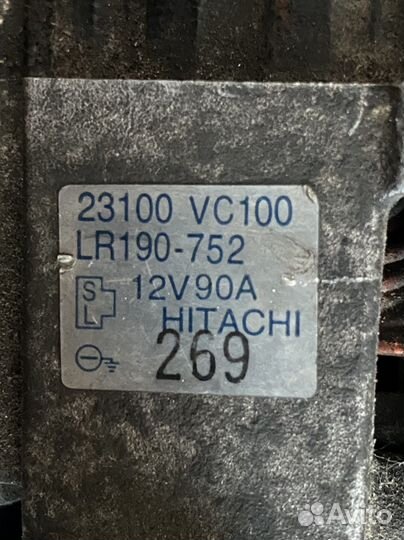 23100 VC100
LR190-752
S 12V90A
L HITACHI
269
Avito